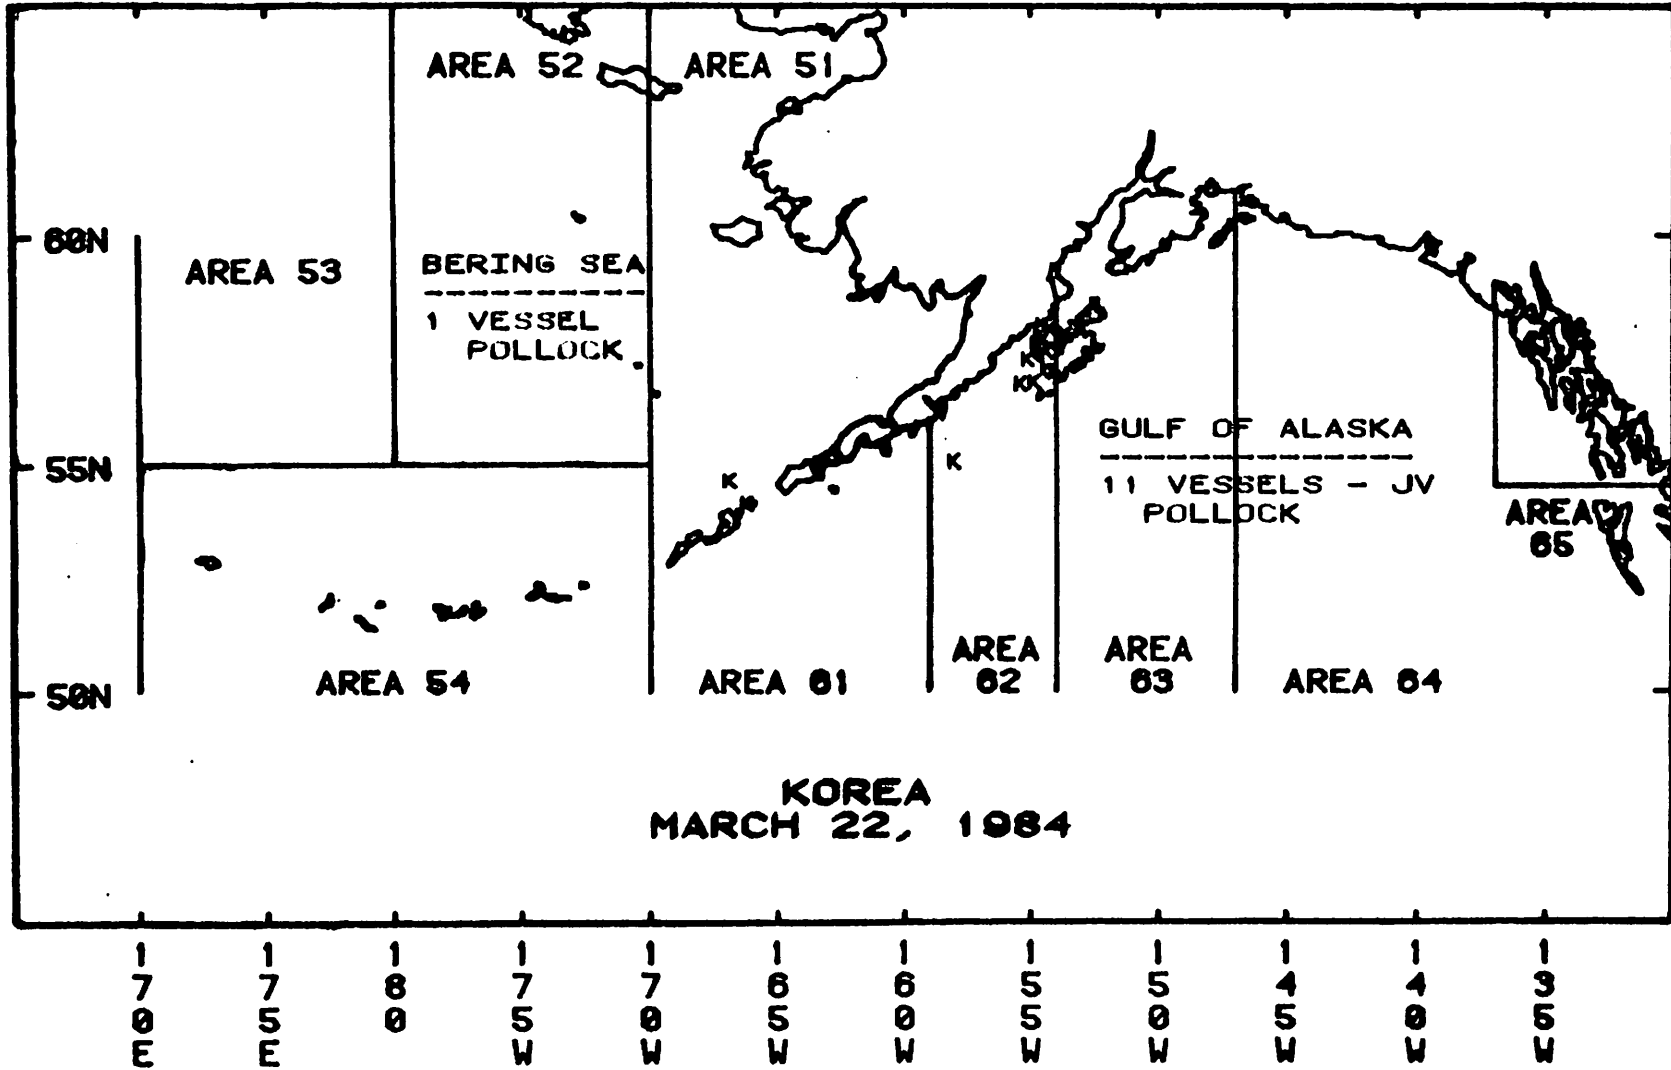 AREA 52
AREA 51
60N
AREA 53
BERING SEA
1 VESSEL
POLLOCK
K
KK
GULF OF ALASKA
55N
K
K
11 VESSELS - JV
POLLOCK
AREA
65
AREA 54
50N
AREA 61
AREA
62
AREA
63
AREA 64
KOREA
MARCH 22, 1984
170E
175E
180
175W
170W
165W
160W
155W
150W
145W
140W
135W